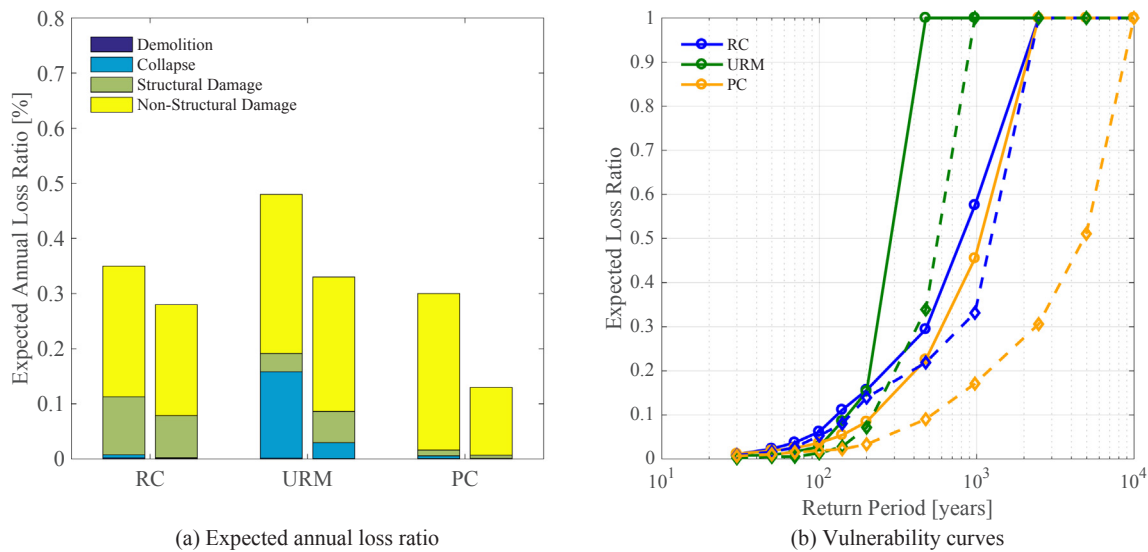 0.8
0.7
0.6
0.5
0.4
0.3
0.2
0.1
0
Expected Annual Loss Ratio [%]
Demolition
Collapse
Structural Damage
Non-Structural Damage
RC URM PC
(a) Expected annual loss ratio
1
0.9
0.8
0.7
0.6
0.5
0.4
0.3
0.2
0.1
0
Expected Loss Ratio
RC
URM
PC
10^1 10^2 10^3 10^4
Return Period [years]
(b) Vulnerability curves